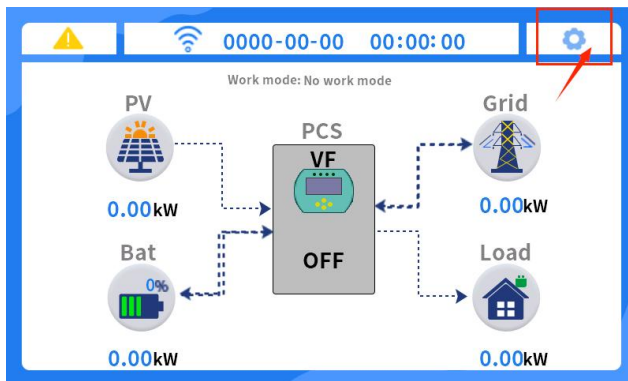 0000-00-00 00:00:00
Work mode: No work mode
PV
PCS
Grid
VF
0.00kW
0.00kW
Bat
OFF
Load
0%
0.00kW
0.00kW